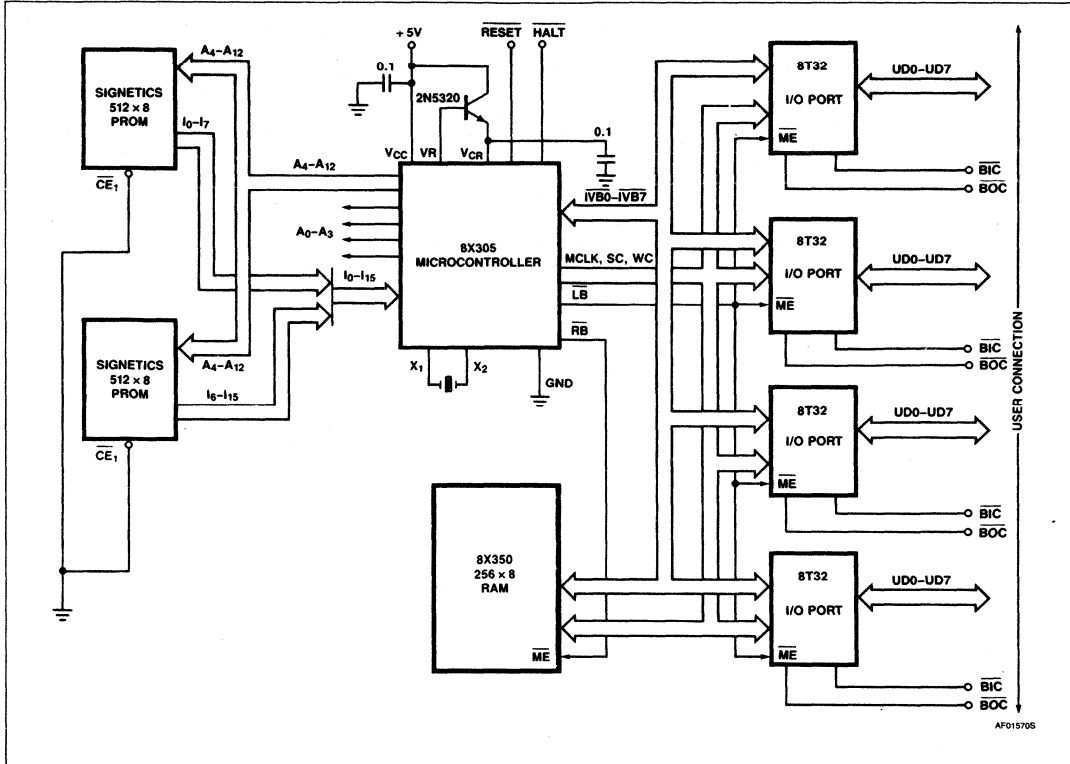 A4–A12
+ 5V
RESET
HALT
0.1
2N5320
SIGNETICS
512 × 8
PROM
I0–I7
CE1
VCC
VR
VCR
0.1
A4–A12
A0–A3
I0–I15
8X305
MICROCONTROLLER
IVB0–IVB7
MCLK, SC, WC
LB
RB
X1
X2
GND
SIGNETICS
512 × 8
PROM
A4–A12
I6–I15
CE1
8X350
256 × 8
RAM
ME
8T32
I/O PORT
ME
UD0–UD7
BIC
BOC
8T32
I/O PORT
ME
UD0–UD7
BIC
BOC
8T32
I/O PORT
ME
UD0–UD7
BIC
BOC
8T32
I/O PORT
ME
UD0–UD7
BIC
BOC
USER CONNECTION
AF01570S